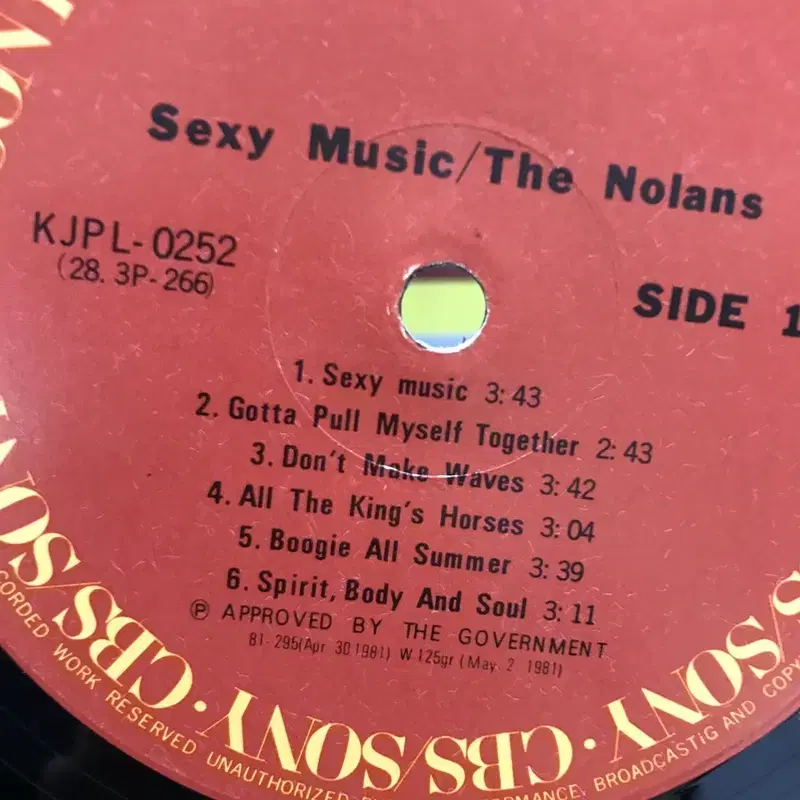 Sexy Music/The Nolans
KJPL-0252
(28. 3P-266)
SIDE 1
1. Sexy music 3:43
2. Gotta Pull Myself Together 2:43
3. Don't Make Waves 3:42
4. All The King's Horses 3:04
5. Boogie All Summer 3:39
6. Spirit, Body And Soul 3:11
Ⓟ APPROVED BY THE GOVERNMENT
81-295(Apr 30 1981) W 125gr (May 2 1981)
SONY · CBS/SONY · CBS/SONY
WORK RESERVED UNAUTHORIZED BROADCASTiG AND